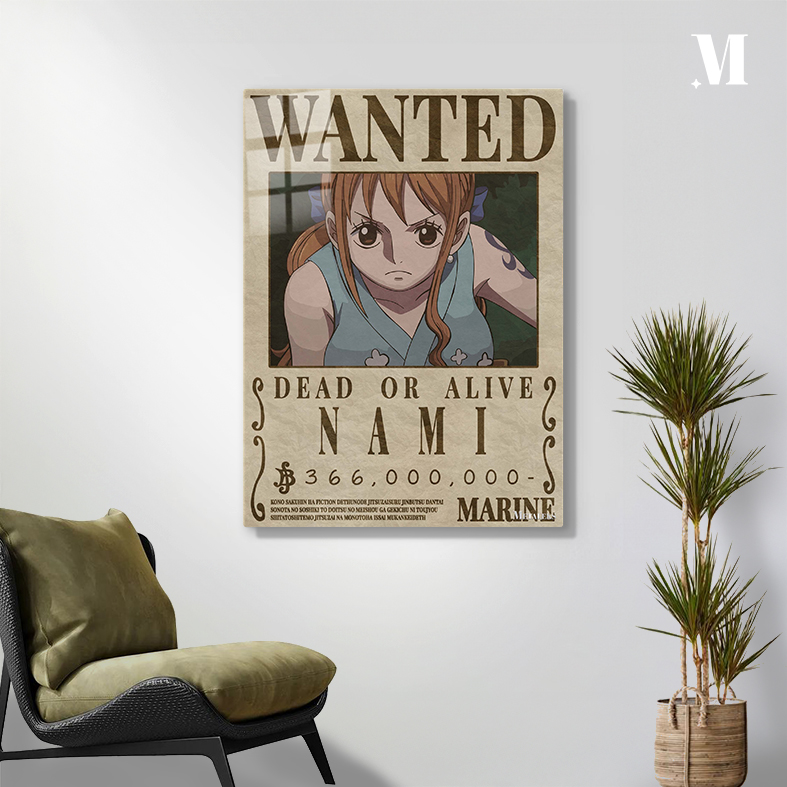 M
WANTED
DEAD OR ALIVE
NAMI
366,000,000-
KONO SAKUHIN HA FICTION DETSUNODE JITSUZAISURU JINBUTSU DANTAI
SONOTA NO SOSHIKI TO DOITSU NO MEISHOU GA GEKICHU NI TOUJYOU
SHITATOSHITEMO JITSUZAI NA MONOTOHA ISSAI MUKANKEIDETH
MARINE